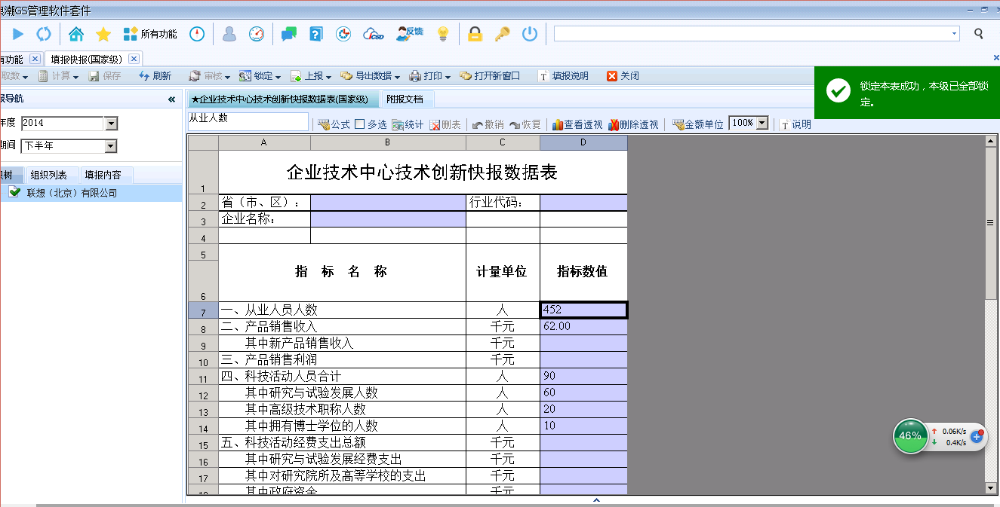 浪潮GS管理软件套件
所有功能
反馈
功能 填报快报(国家级)
取数 计算 保存 刷新 审核 锁定 上报 导出数据 打印 打开新窗口 填报说明 关闭
锁定本表成功，本级已全部锁
定。
导航 «
年度 2014
期间 下半年
树 组织列表 填报内容
联想（北京）有限公司
★企业技术中心技术创新快报数据表(国家级) 附报文档
从业人数 公式 多选 统计 删表 撤销 恢复 查看透视 删除透视 金额单位 100% 说明
A B C D
1 企业技术中心技术创新快报数据表
2 省（市、区）： 行业代码：
3 企业名称：
4
5
6 指 标 名 称 计量单位 指标数值
7 一、从业人员人数 人 452
8 二、产品销售收入 千元 62.00
9 其中新产品销售收入 千元
10 三、产品销售利润 千元
11 四、科技活动人员合计 人 90
12 其中研究与试验发展人数 人 60
13 其中高级技术职称人数 人 20
14 其中拥有博士学位的人数 人 10
15 五、科技活动经费支出总额 千元
16 其中研究与试验发展经费支出 千元
17 其中对研究院所及高等学校的支出 千元
18 其中政府资金 千元
46% 0.06K/s
0.4K/s